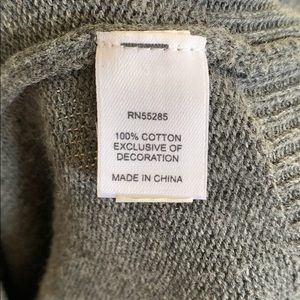 RN55285
100% COTTON
EXCLUSIVE OF
DECORATION
MADE IN CHINA